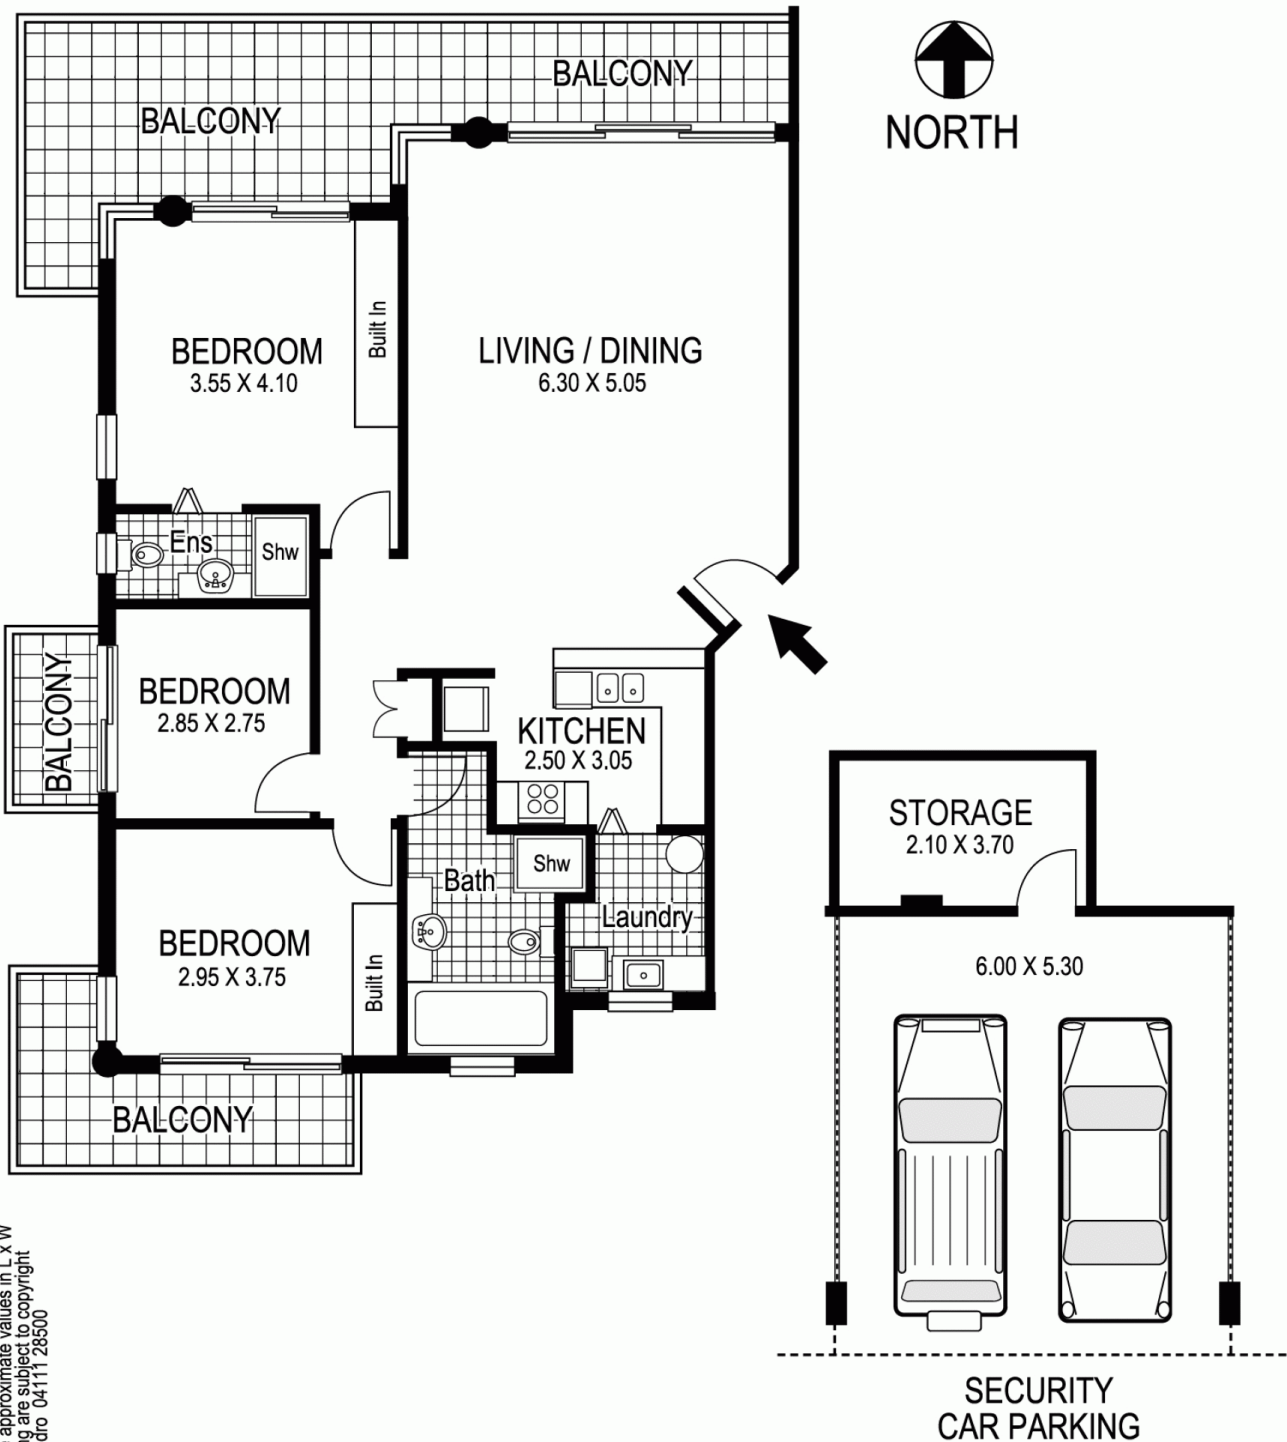 BALCONY
BALCONY
NORTH
BEDROOM
3.55 X 4.10
Built In
LIVING / DINING
6.30 X 5.05
Ens
Shw
BALCONY
BEDROOM
2.85 X 2.75
KITCHEN
2.50 X 3.05
STORAGE
2.10 X 3.70
Bath
Shw
Laundry
BEDROOM
2.95 X 3.75
Built In
6.00 X 5.30
BALCONY
SECURITY
CAR PARKING
approximate values in L x W
are subject to copyright
04111 28500